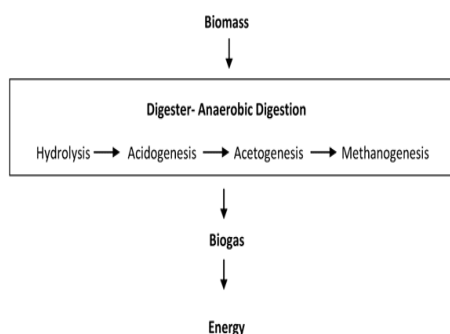 Biomass
Digester- Anaerobic Digestion
Hydrolysis Acidogenesis Acetogenesis Methanogenesis
Biogas
Energy